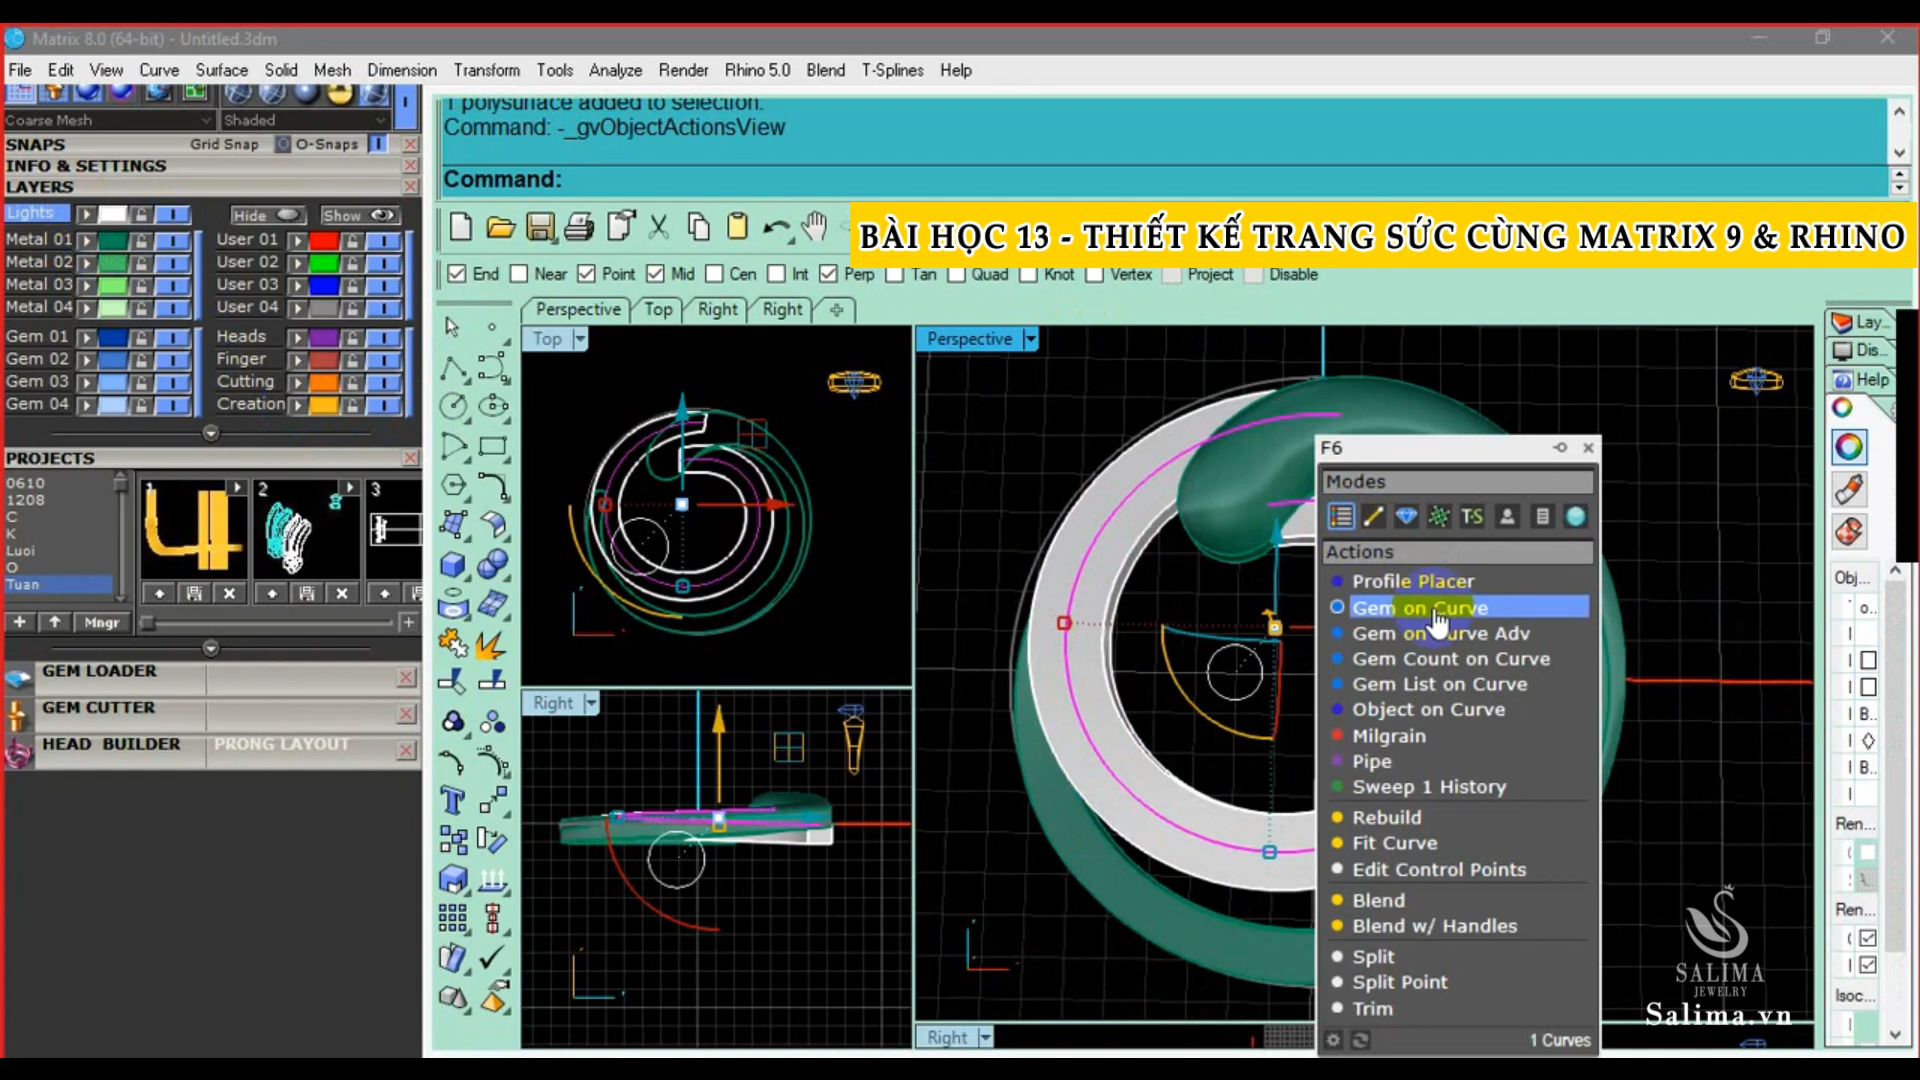 Matrix 8.0 (64-bit) - Untitled.3dm
File Edit View Curve Surface Solid Mesh Dimension Transform Tools Analyze Render Rhino 5.0 Blend T-Splines Help
1 polysurface added to selection.
Command: -_gvObjectActionsView
Command:
Coarse Mesh Shaded
SNAPS Grid Snap O-Snaps
INFO & SETTINGS
LAYERS
Lights Hide Show
Metal 01 User 01
Metal 02 User 02
Metal 03 User 03
Metal 04 User 04
Gem 01 Heads
Gem 02 Finger
Gem 03 Cutting
Gem 04 Creation
PROJECTS
0610
1208
C
K
Luoi
O
Tuan
1 2 3
Mngr
GEM LOADER
GEM CUTTER
HEAD BUILDER PRONG LAYOUT
BÀI HỌC 13 - THIẾT KẾ TRANG SỨC CÙNG MATRIX 9 & RHINO
End Near Point Mid Cen Int Perp Tan Quad Knot Vertex Project Disable
Perspective Top Right Right
Top
Perspective
Right
Right
F6
Modes
T-S
Actions
Profile Placer
Gem on Curve
Gem on Curve Adv
Gem Count on Curve
Gem List on Curve
Object on Curve
Milgrain
Pipe
Sweep 1 History
Rebuild
Fit Curve
Edit Control Points
Blend
Blend w/ Handles
Split
Split Point
Trim
1 Curves
Lay...
Dis...
Help
Obj...
o..
B..
B..
Ren...
Ren...
Isoc...
SALIMA
JEWELRY
Salima.vn